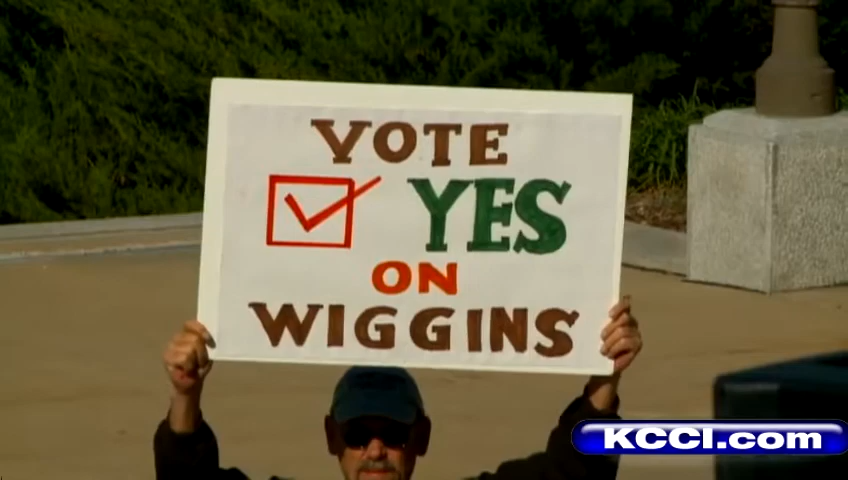 VOTE
YES
ON
WIGGINS
KCCI.com